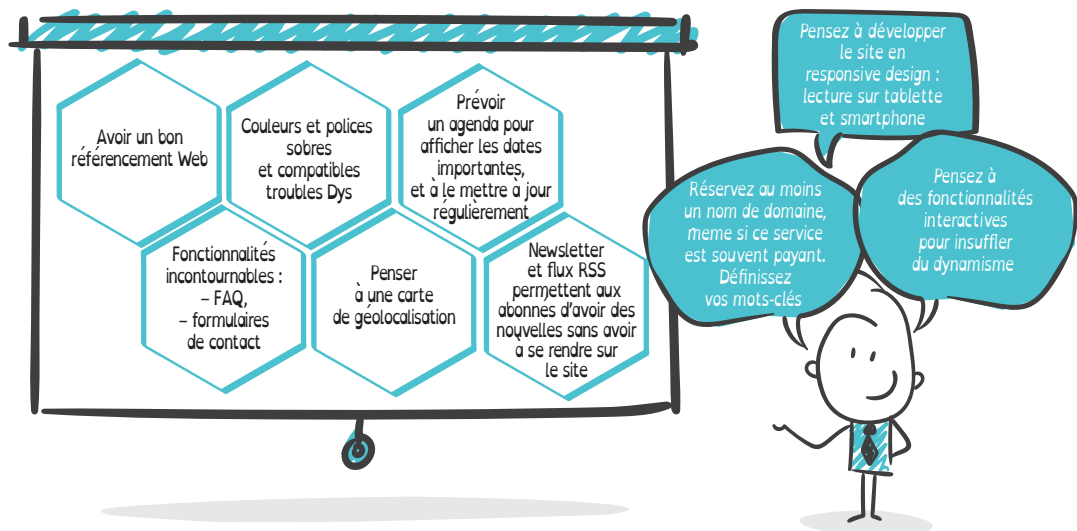 Avoir un bon
référencement Web
Couleurs et polices
sobres
et compatibles
troubles Dys
Prévoir
un agenda pour
afficher les dates
importantes,
et à le mettre à jour
régulièrement
Fonctionnalités
incontournables :
– FAQ,
– formulaires
de contact
Penser
à une carte
de géolocalisation
Newsletter
et flux RSS
permettent aux
abonnes d'avoir des
nouvelles sans avoir
à se rendre sur
le site
Pensez à développer
le site en
responsive design :
lecture sur tablette
et smartphone
Réservez au moins
un nom de domaine,
meme si ce service
est souvent payant.
Définissez
vos mots-clés
Pensez à
des fonctionnalités
interactives
pour insuffler
du dynamisme